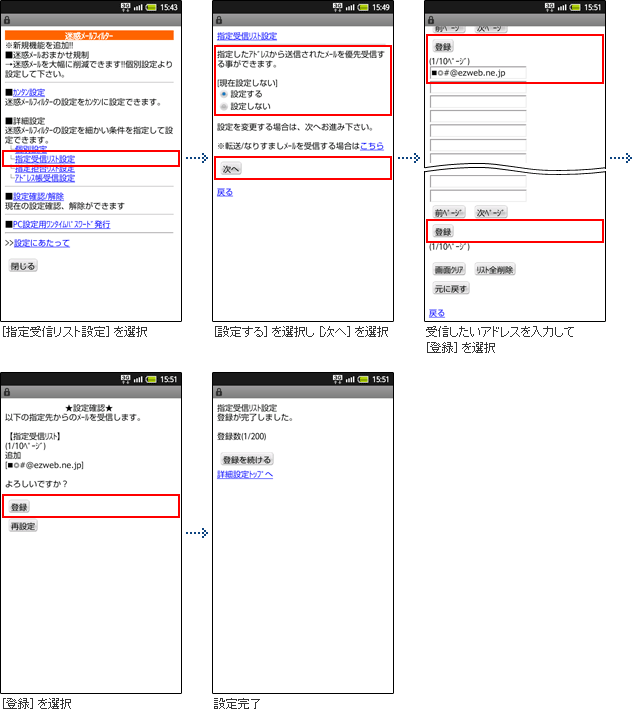 3G 15:43
迷惑ﾒｰﾙﾌｨﾙﾀｰ
※新規機能を追加!!
■迷惑ﾒｰﾙおまかせ規制
→迷惑ﾒｰﾙを大幅に削減できます!!個別設定より
設定して下さい。
■ｶﾝﾀﾝ設定
迷惑ﾒｰﾙﾌｨﾙﾀｰの設定をｶﾝﾀﾝに設定できます。
■詳細設定
迷惑ﾒｰﾙﾌｨﾙﾀｰの設定を細かい条件を指定して設
定できます。
└個別設定
└指定受信ﾘｽﾄ設定
└指定拒否ﾘｽﾄ設定
└ｱﾄﾞﾚｽ帳受信設定
■設定確認/解除
現在の設定確認、解除ができます
■PC設定用ﾜﾝﾀｲﾑﾊﾟｽﾜｰﾄﾞ発行
>>設定にあたって
閉じる
[指定受信リスト設定] を選択
3G 15:49
指定受信ﾘｽﾄ設定
指定したｱﾄﾞﾚｽから送信されたﾒｰﾙを優先受信す
る事ができます。
[現在設定しない]
設定する
設定しない
設定を変更する場合は、次へお進み下さい。
※転送/なりすましﾒｰﾙを受信する場合はこちら
次へ
戻る
[設定する] を選択し [次へ] を選択
3G 15:51
前ﾍﾟｰｼﾞ 次ﾍﾟｰｼﾞ
登録
(1/10ﾍﾟｰｼﾞ)
■○#@ezweb.ne.jp
前ﾍﾟｰｼﾞ 次ﾍﾟｰｼﾞ
登録
(1/10ﾍﾟｰｼﾞ)
画面ｸﾘｱ ﾘｽﾄ全削除
元に戻す
戻る
受信したいアドレスを入力して
[登録] を選択
3G 15:51
★設定確認★
以下の指定先からのﾒｰﾙを受信します。
【指定受信ﾘｽﾄ】
(1/10ﾍﾟｰｼﾞ)
追加
[■○#@ezweb.ne.jp]
よろしいですか？
登録
再設定
[登録] を選択
3G 15:51
指定受信ﾘｽﾄ設定
登録が完了しました。
登録数(1/200)
登録を続ける
詳細設定ﾄｯﾌﾟへ
設定完了